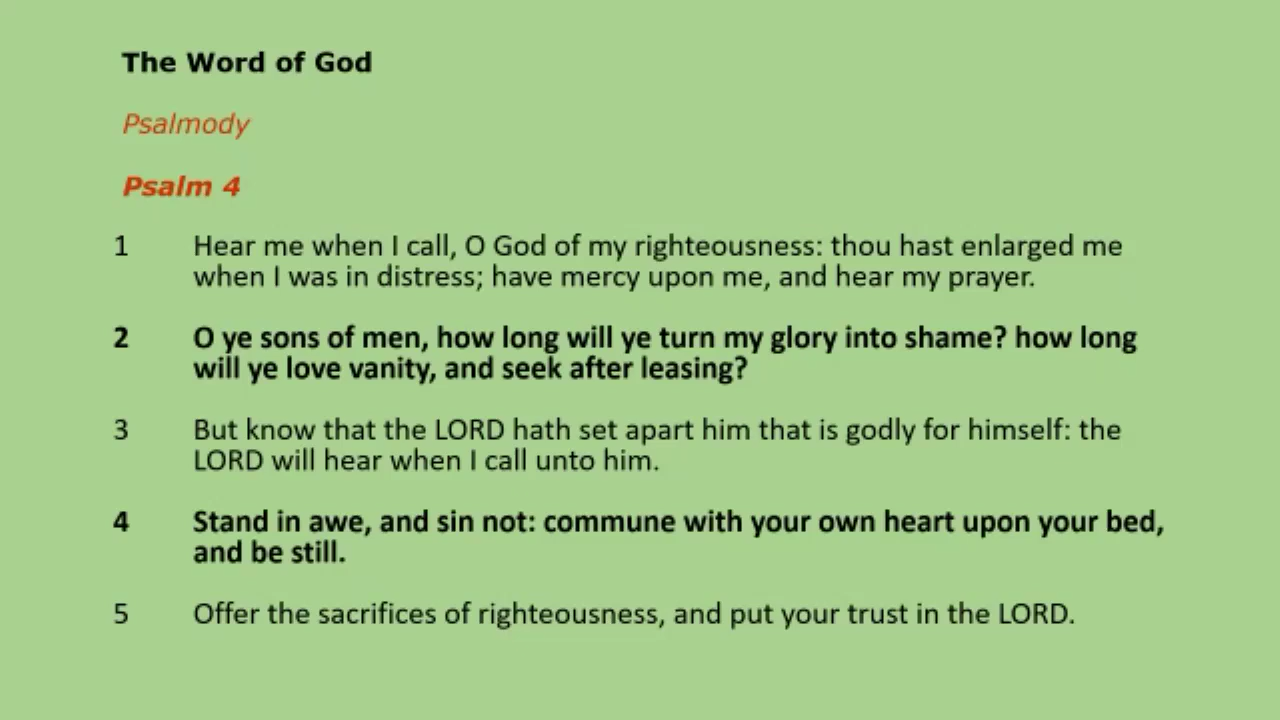 The Word of God
Psalmody
Psalm 4
1 Hear me when I call, O God of my righteousness: thou hast enlarged me
when I was in distress; have mercy upon me, and hear my prayer.
2 O ye sons of men, how long will ye turn my glory into shame? how long
will ye love vanity, and seek after leasing?
3 But know that the LORD hath set apart him that is godly for himself: the
LORD will hear when I call unto him.
4 Stand in awe, and sin not: commune with your own heart upon your bed,
and be still.
5 Offer the sacrifices of righteousness, and put your trust in the LORD.